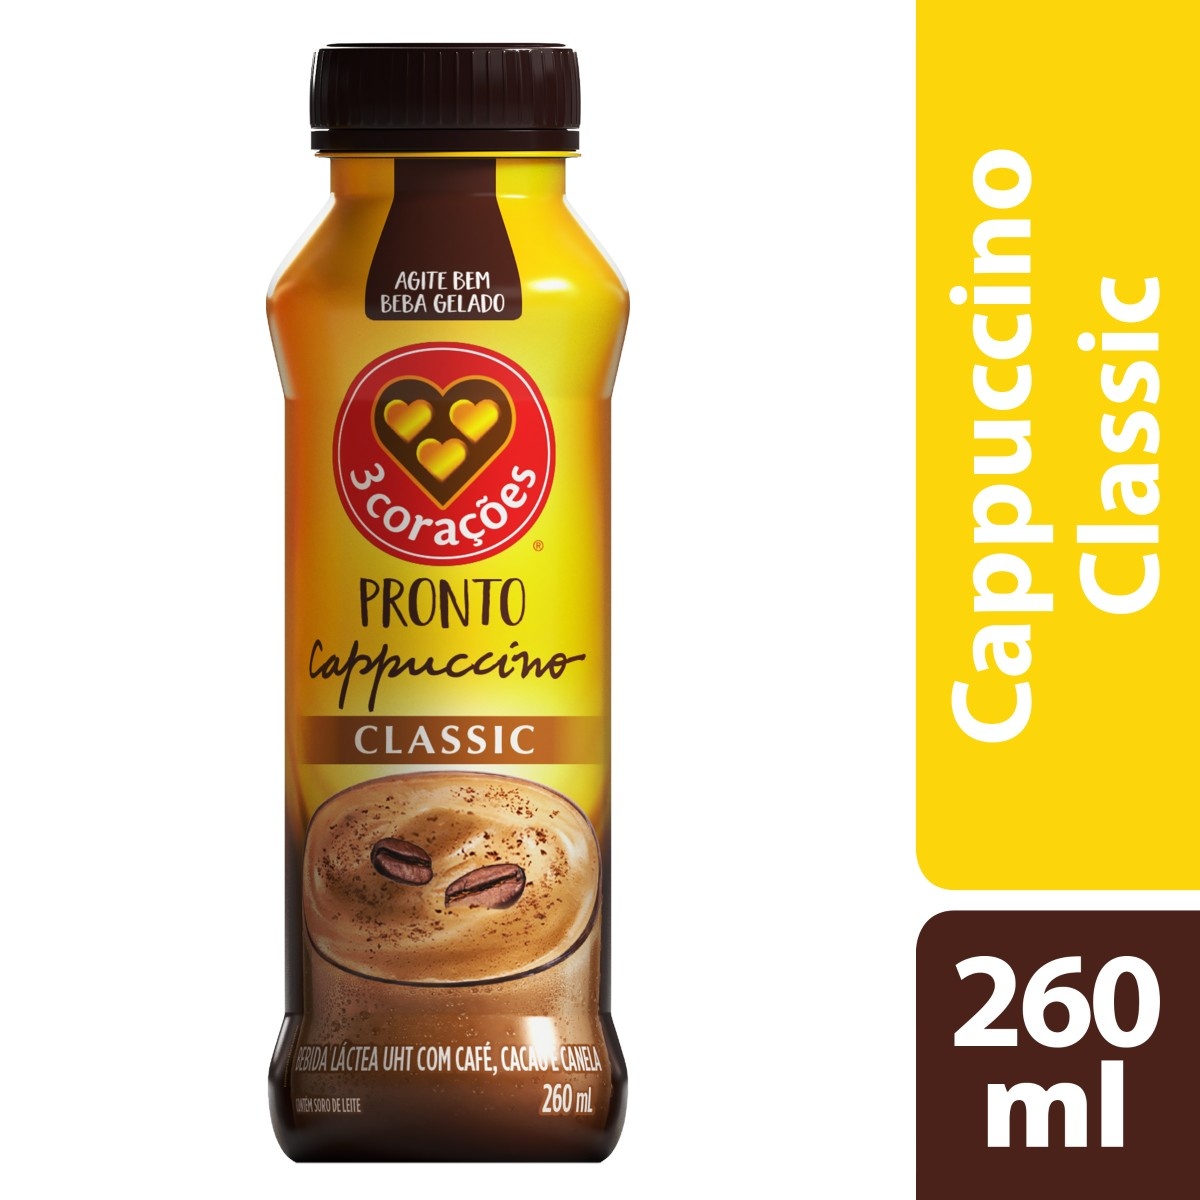 AGITE BEM
BEBA GELADO
3 corações
®
PRONTO
Cappuccino
CLASSIC
BEBIDA LÁCTEA UHT COM CAFÉ, CACAU E CANELA
CONTÉM SORO DE LEITE
260 mL
Cappuccino
Classic
260
ml